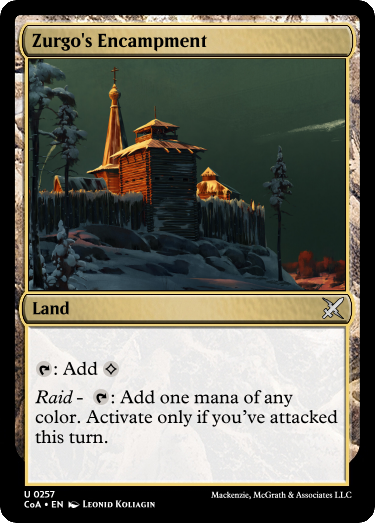 Zurgo's Encampment
Land
: Add
Raid - : Add one mana of any
color. Activate only if you've attacked
this turn.
U 0257
CoA • EN Leonid Koliagin
Mackenzie, McGrath & Associates LLC